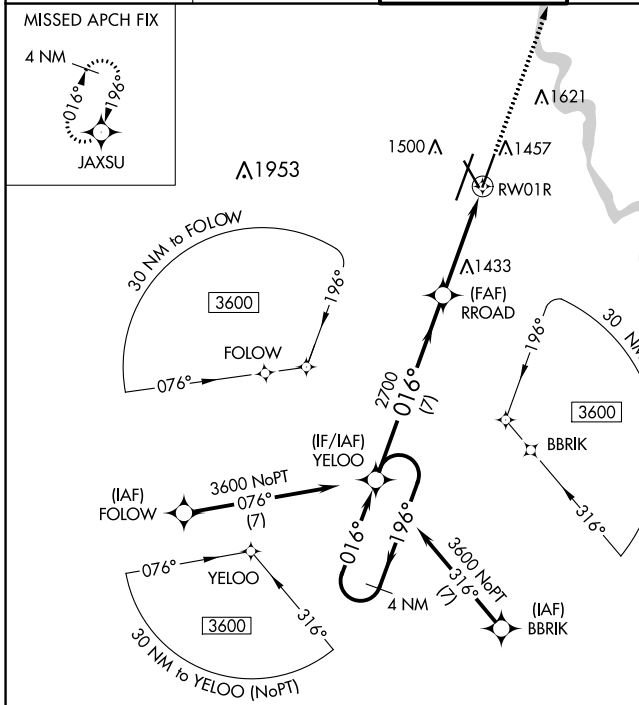 MISSED APCH FIX
4 NM
016°
196°
JAXSU
1621
1500
1457
1953
RW01R
30 NM to FOLOW
3600
196°
1433
(FAF)
RROAD
FOLOW
076°
2700
016°
(7)
196°
30 NM
3600
BBRIK
316°
(IF/IAF)
YELOO
(IAF)
FOLOW
3600 NoPT
076°
(7)
016°
196°
4 NM
3600 NoPT
316°
(7)
(IAF)
BBRIK
076°
YELOO
316°
3600
30 NM to YELOO (NoPT)